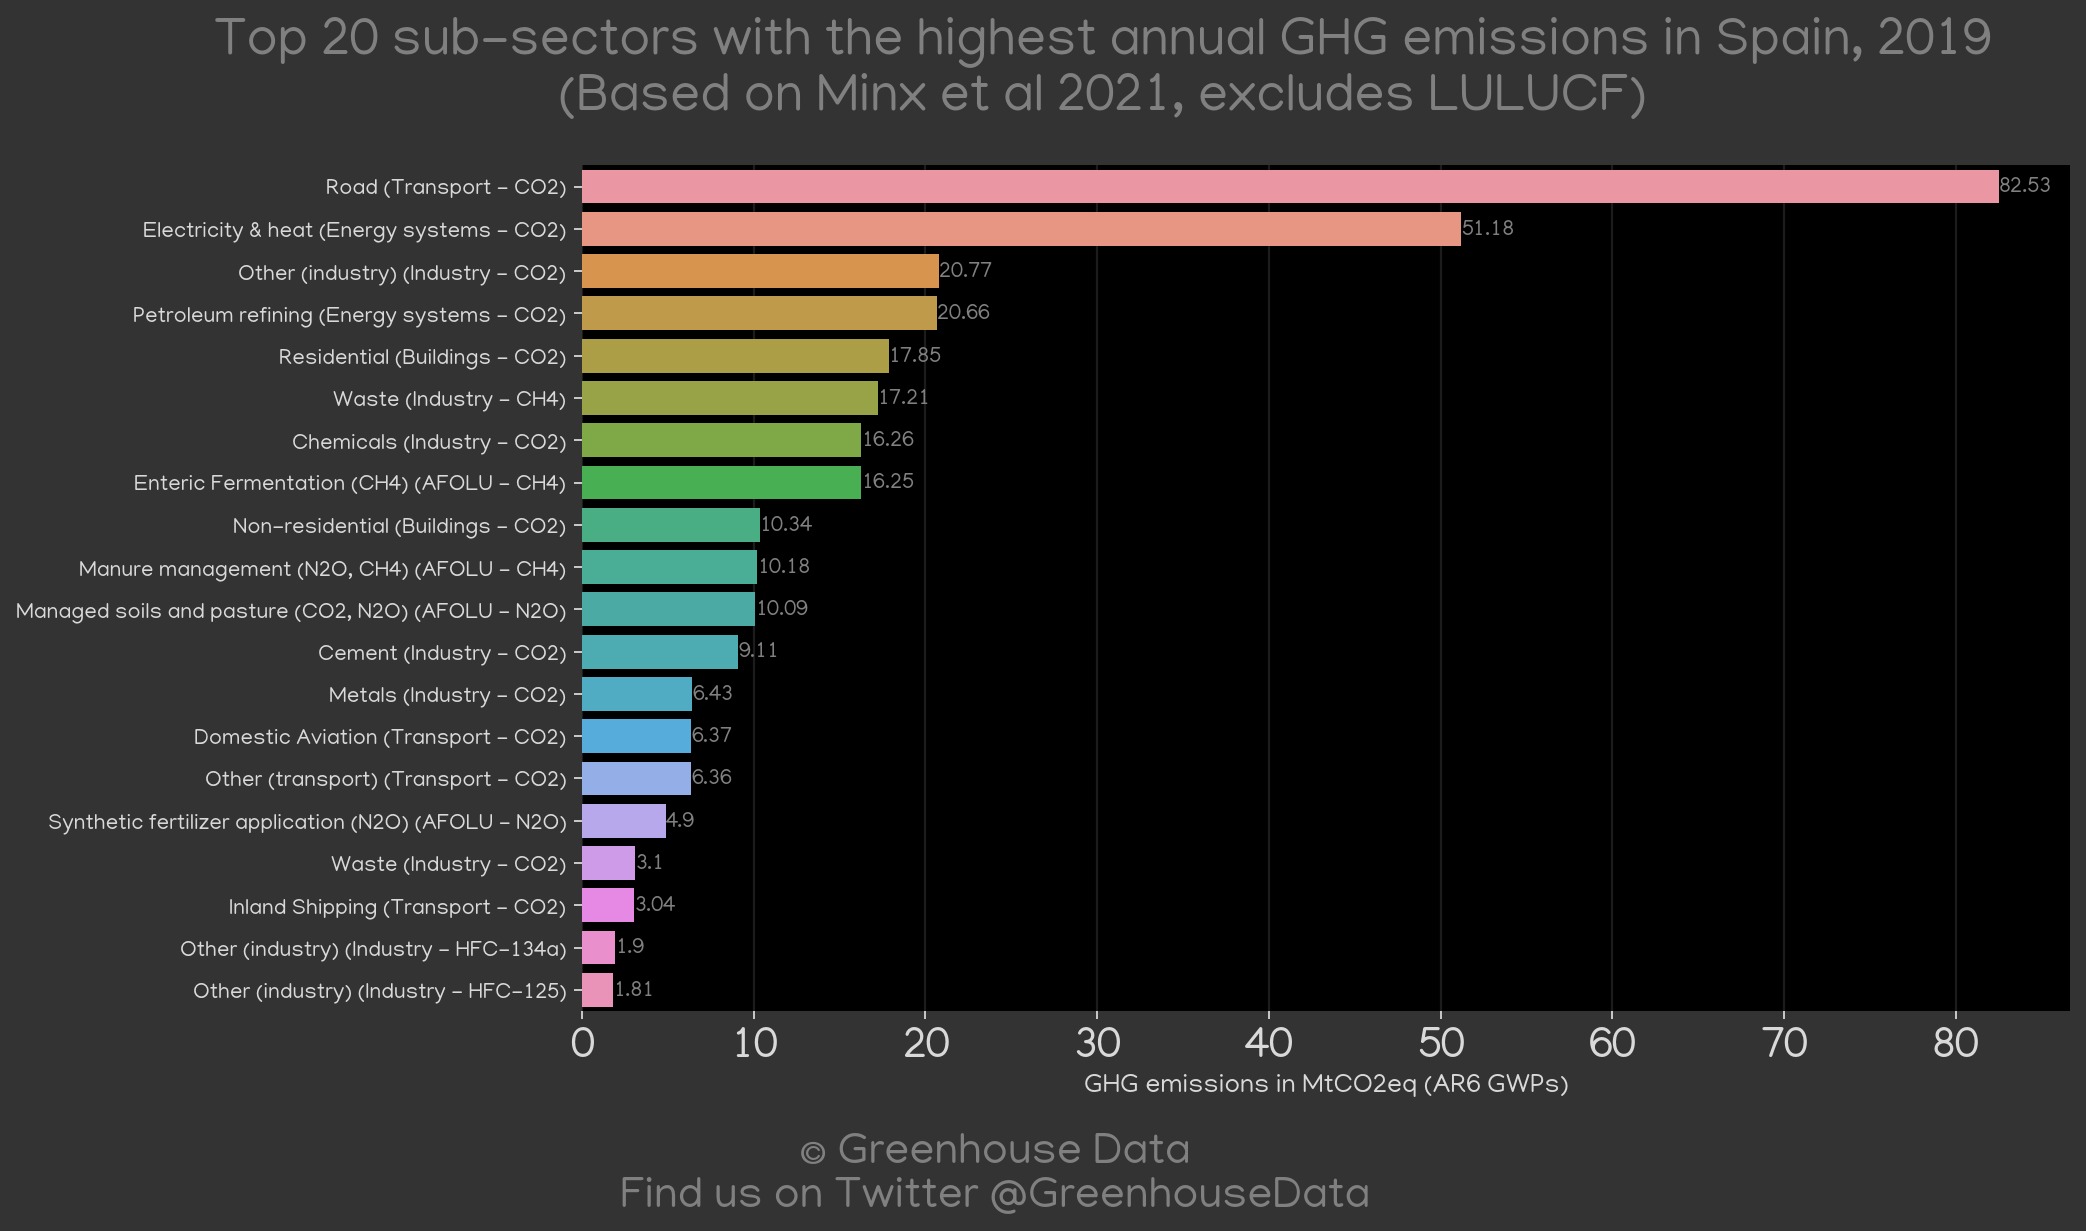 Top 20 sub-sectors with the highest annual GHG emissions in Spain, 2019
(Based on Minx et al 2021, excludes LULUCF)
Road (Transport - CO2) 82.53
Electricity & heat (Energy systems - CO2) 51.18
Other (industry) (Industry - CO2) 20.77
Petroleum refining (Energy systems - CO2) 20.66
Residential (Buildings - CO2) 17.85
Waste (Industry - CH4) 17.21
Chemicals (Industry - CO2) 16.26
Enteric Fermentation (CH4) (AFOLU - CH4) 16.25
Non-residential (Buildings - CO2) 10.34
Manure management (N2O, CH4) (AFOLU - CH4) 10.18
Managed soils and pasture (CO2, N2O) (AFOLU - N2O) 10.09
Cement (Industry - CO2) 9.11
Metals (Industry - CO2) 6.43
Domestic Aviation (Transport - CO2) 6.37
Other (transport) (Transport - CO2) 6.36
Synthetic fertilizer application (N2O) (AFOLU - N2O) 4.9
Waste (Industry - CO2) 3.1
Inland Shipping (Transport - CO2) 3.04
Other (industry) (Industry - HFC-134a) 1.9
Other (industry) (Industry - HFC-125) 1.81
0 10 20 30 40 50 60 70 80
GHG emissions in MtCO2eq (AR6 GWPs)
© Greenhouse Data
Find us on Twitter @GreenhouseData